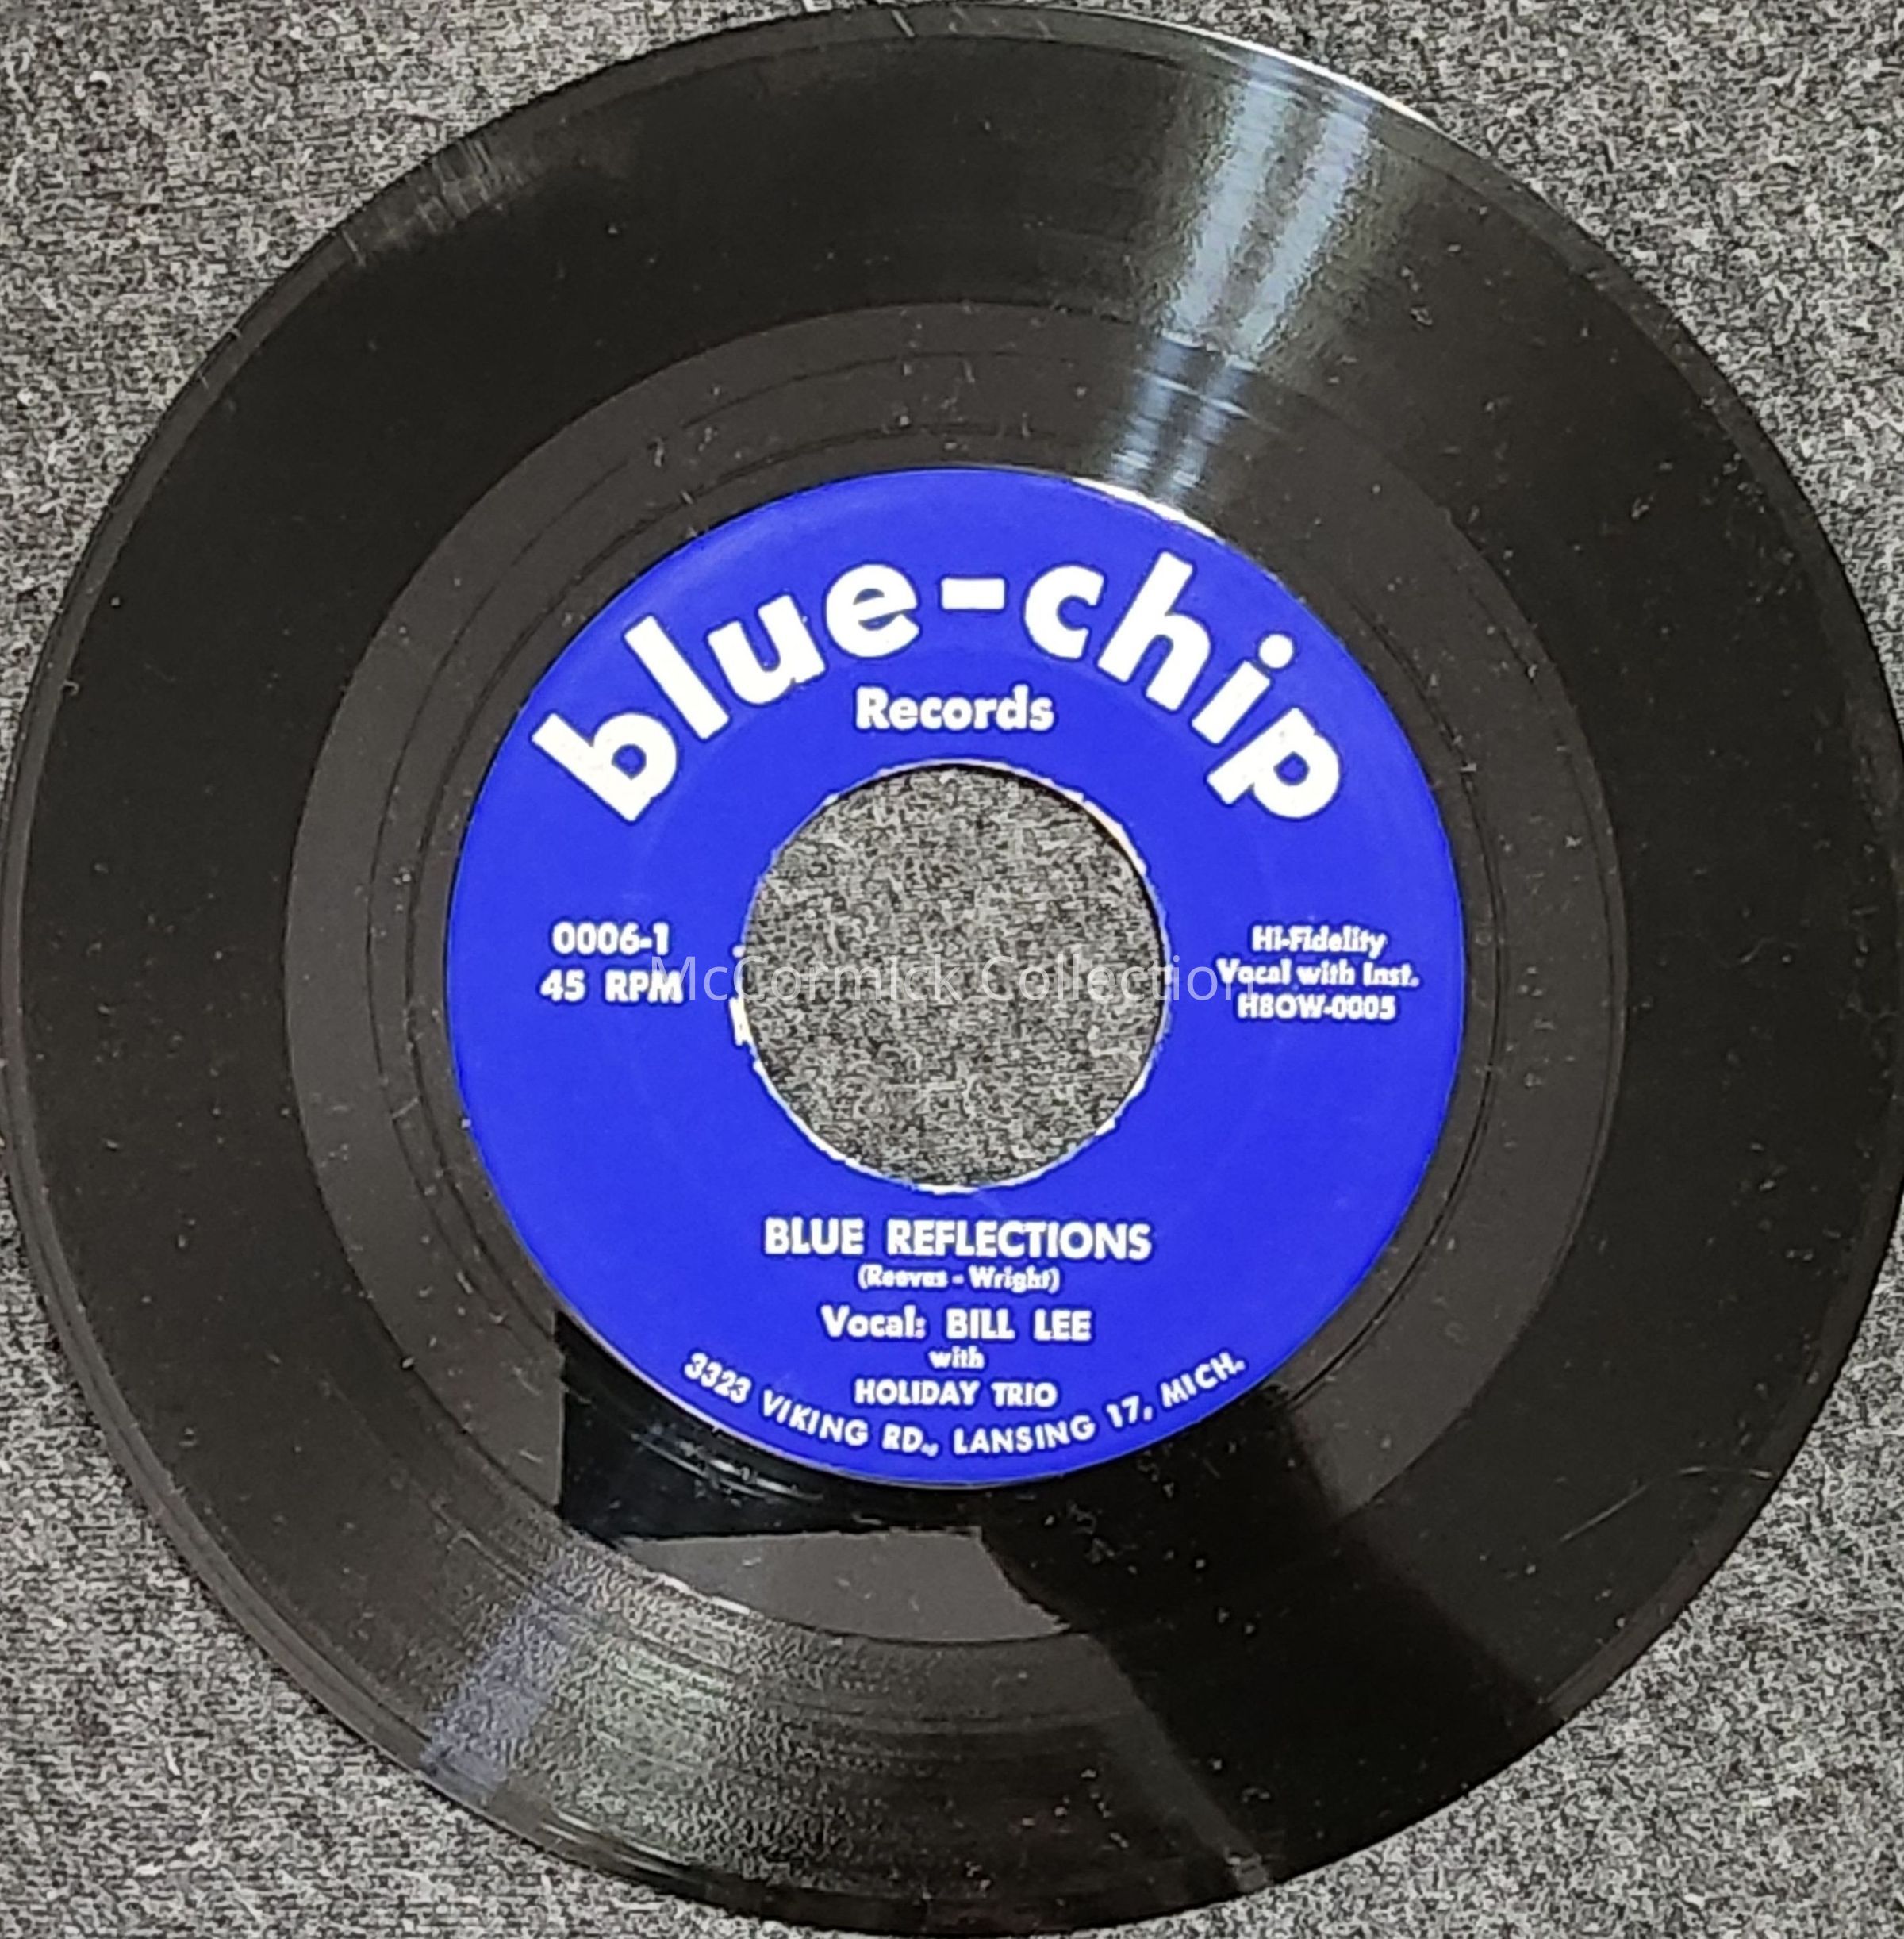 blue-chip
Records
0006-1
45 RPM
Hi-Fidelity
Vocal with Inst.
H8OW-0005
McCormick Collection
BLUE REFLECTIONS
(Reeves - Wright)
Vocal: BILL LEE
with
HOLIDAY TRIO
3323 VIKING RD., LANSING 17, MICH.